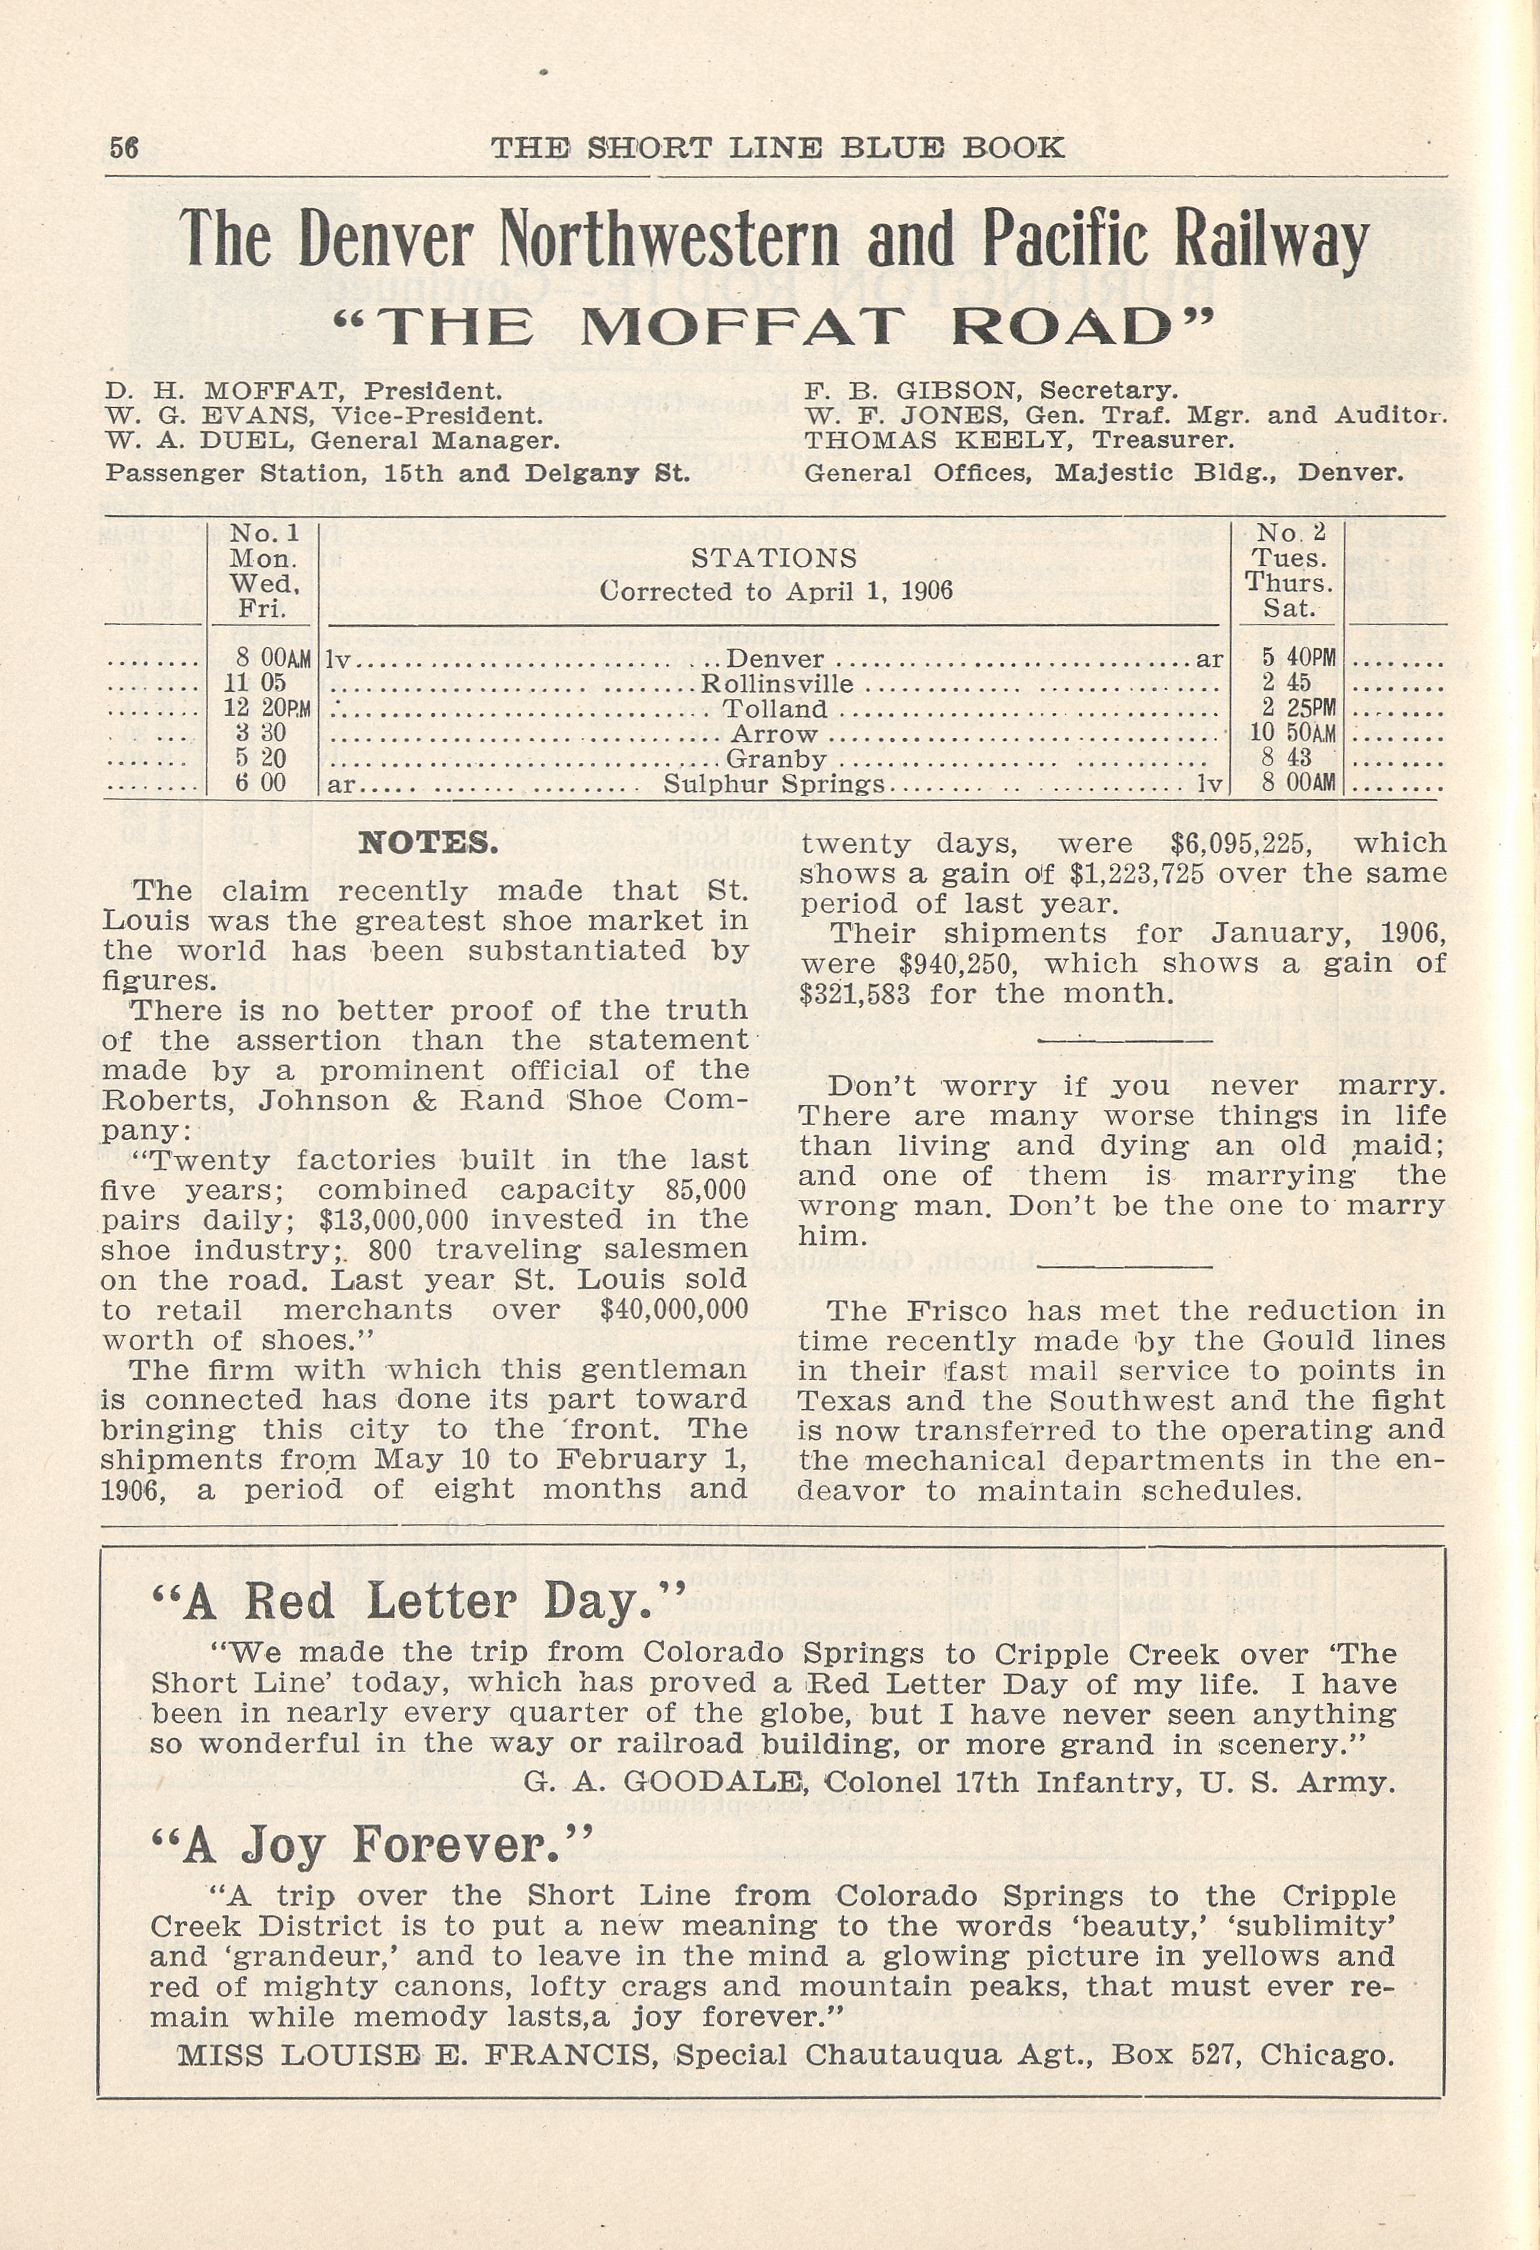 56
THE SHORT LINE BLUE BOOK
The Denver Northwestern and Pacific Railway
“THE MOFFAT ROAD”
D. H. MOFFAT, President.
W. G. EVANS, Vice-President.
W. A. DUEL, General Manager.
Passenger Station, 15th and Delgany St.
F. B. GIBSON, Secretary.
W. F. JONES, Gen. Traf. Mgr. and Auditor.
THOMAS KEELY, Treasurer.
General Offices, Majestic Bldg., Denver.
No. 1
Mon.
Wed,
Fri.
STATIONS
Corrected to April 1, 1906
No. 2
Tues.
Thurs.
Sat.
........ 8 00AM lv..............................Denver..............................ar 5 40PM ........
........ 11 05 ..............................Rollinsville.............................. 2 45 ........
........ 12 20P.M ..............................Tolland.............................. 2 25PM ........
........ 3 30 ..............................Arrow.............................. 10 50A.M ........
........ 5 20 ..............................Granby.............................. 8 43 ........
........ 6 00 ar..............................Sulphur Springs..............................lv 8 00AM ........
NOTES.
The claim recently made that St.
Louis was the greatest shoe market in
the world has been substantiated by
figures.
There is no better proof of the truth
of the assertion than the statement
made by a prominent official of the
Roberts, Johnson & Rand Shoe Com-
pany:
“Twenty factories built in the last
five years; combined capacity 85,000
pairs daily; $13,000,000 invested in the
shoe industry; 800 traveling salesmen
on the road. Last year St. Louis sold
to retail merchants over $40,000,000
worth of shoes.”
The firm with which this gentleman
is connected has done its part toward
bringing this city to the front. The
shipments from May 10 to February 1,
1906, a period of eight months and
twenty days, were $6,095,225, which
shows a gain of $1,223,725 over the same
period of last year.
Their shipments for January, 1906,
were $940,250, which shows a gain of
$321,583 for the month.
Don’t worry if you never marry.
There are many worse things in life
than living and dying an old maid;
and one of them is marrying the
wrong man. Don’t be the one to marry
him.
The Frisco has met the reduction in
time recently made by the Gould lines
in their fast mail service to points in
Texas and the Southwest and the fight
is now transferred to the operating and
the mechanical departments in the en-
deavor to maintain schedules.
“A Red Letter Day.”
“We made the trip from Colorado Springs to Cripple Creek over ‘The
Short Line’ today, which has proved a Red Letter Day of my life. I have
been in nearly every quarter of the globe, but I have never seen anything
so wonderful in the way or railroad building, or more grand in scenery.”
G. A. GOODALE, Colonel 17th Infantry, U. S. Army.
“A Joy Forever.”
“A trip over the Short Line from Colorado Springs to the Cripple
Creek District is to put a new meaning to the words ‘beauty,’ ‘sublimity’
and ‘grandeur,’ and to leave in the mind a glowing picture in yellows and
red of mighty canons, lofty crags and mountain peaks, that must ever re-
main while memody lasts,a joy forever.”
MISS LOUISE E. FRANCIS, Special Chautauqua Agt., Box 527, Chicago.